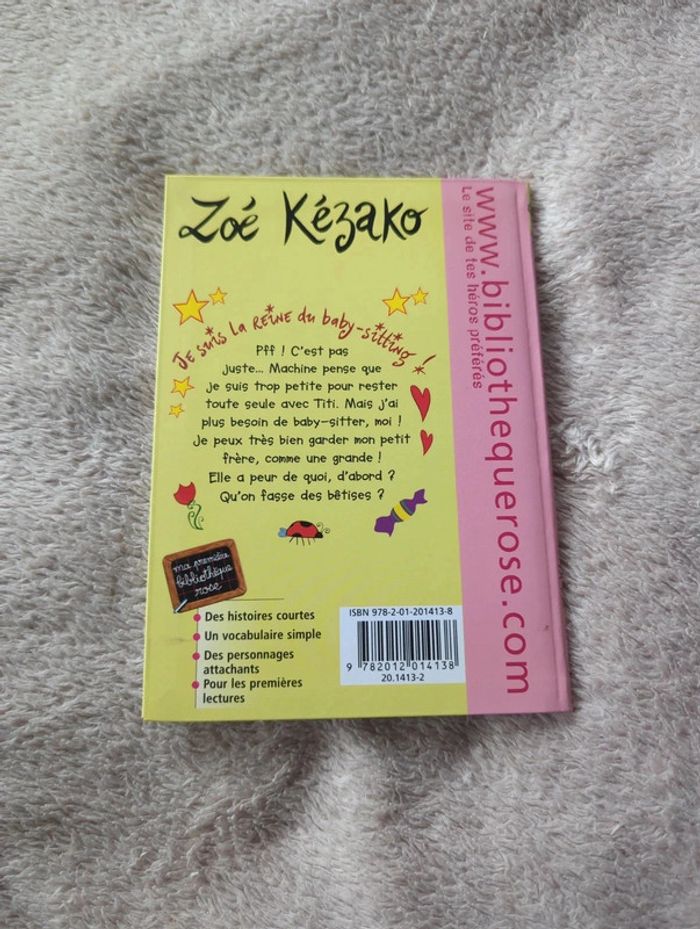 Zoé Kézako
Je suis la REINE du baby-sitting !
Pff ! C'est pas
juste... Machine pense que
je suis trop petite pour rester
toute seule avec Titi. Mais j'ai
plus besoin de baby-sitter, moi !
Je peux très bien garder mon petit
frère, comme une grande !
Elle a peur de quoi, d'abord ?
Qu'on fasse des bêtises ?
ma première
bibliothèque
rose
• Des histoires courtes
• Un vocabulaire simple
• Des personnages
attachants
• Pour les premières
lectures
ISBN 978-2-01-201413-8
9 782012 014138
20.1413-2
www.bibliothequerose.com
Le site de tes héros préférés